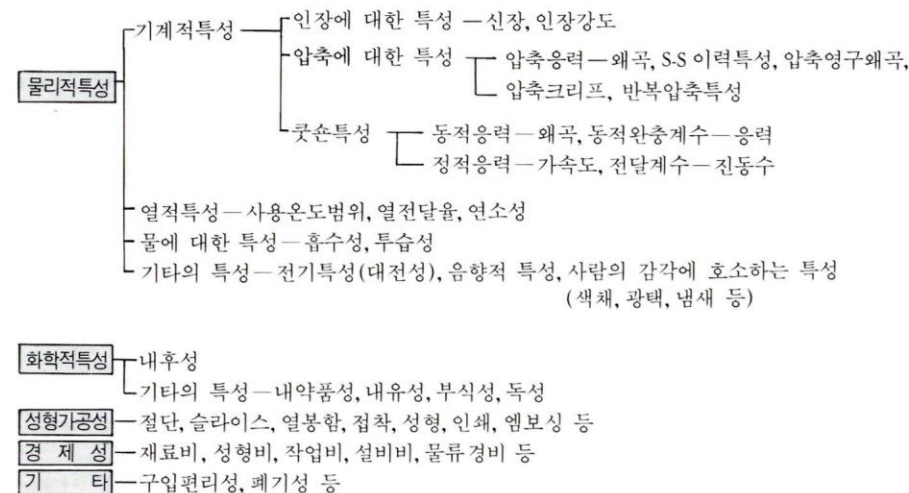 기계적특성 인장에 대한 특성 — 신장, 인장강도
압축에 대한 특성 압축응력 — 왜곡, S-S 이력특성, 압축영구왜곡,
물리적특성
압축크리프, 반복압축특성
쿳숀특성 동적응력 — 왜곡, 동적완충계수 — 응력
정적응력 — 가속도, 전달계수 — 진동수
열적특성 — 사용온도범위, 열전달율, 연소성
물에 대한 특성 — 흡수성, 투습성
기타의 특성 — 전기특성(대전성), 음향적 특성, 사람의 감각에 호소하는 특성
(색채, 광택, 냄새 등)
화학적특성 내후성
기타의 특성 — 내약품성, 내유성, 부식성, 독성
성형가공성 — 절단, 슬라이스, 열봉함, 접착, 성형, 인쇄, 엠보싱 등
경 제 성 — 재료비, 성형비, 작업비, 설비비, 물류경비 등
기 타 — 구입편리성, 폐기성 등